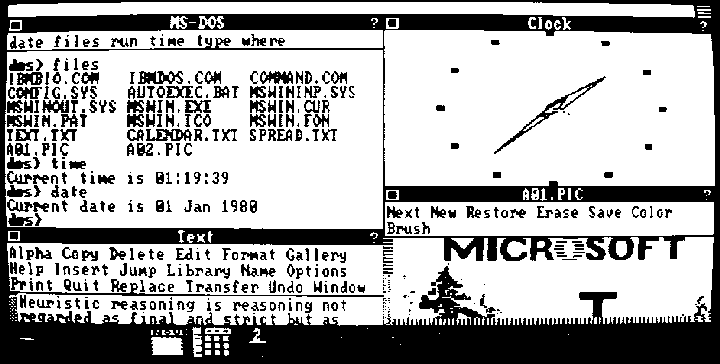 MS-DOS ?
date files run time type where
dms> files
IBMBIO.COM IBMDOS.COM COMMAND.COM
CONFIG.SYS AUTOEXEC.BAT MSWININP.SYS
MSWINOUT.SYS MSWIN.EXE MSWIN.CUR
MSWIN.PAT MSWIN.ICO MSWIN.FON
TEXT.TXT CALENDAR.TXT SPREAD.TXT
A01.PIC A02.PIC
dms> time
Current time is 01:19:39
dms> date
Current date is 01 Jan 1980
dms>
Text ?
Alpha Copy Delete Edit Format Gallery
Help Insert Jump Library Name Options
Print Quit Replace Transfer Undo Window
Heuristic reasoning is reasoning not
regarded as final and strict but as
Clock ?
A01.PIC ?
Next New Restore Erase Save Color
Brush
MICROSOFT
T
2